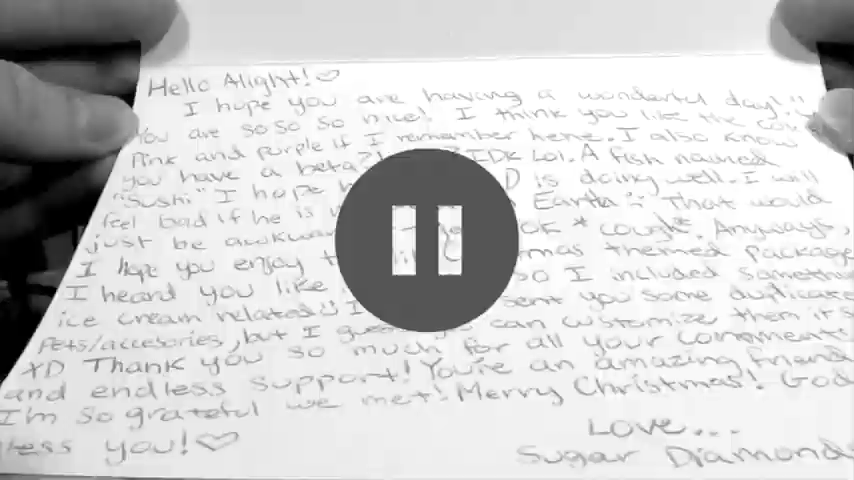 Hello Alight!♡
I hope you are having a wonderful day!!
You are so so so nice! I think you like the
Pink and purple if I remember here. I also know
you have a beta? IDK LOL. A fish named
"Sushi" I hope D is doing well. I will
feel bad if he is Earth That would
just be OK *cough*. Anyways,
I hope you enjoy themed package
I heard you like so I included
ice cream related!! I sent you some duplicate
Pets/accesories, but I can customize them it's
XD Thank you so much for all your comments
and endless support! You're an amazing friend
I'm so grateful we met! Merry Christmas! God
less you!♡
Love...
Sugar Diamond